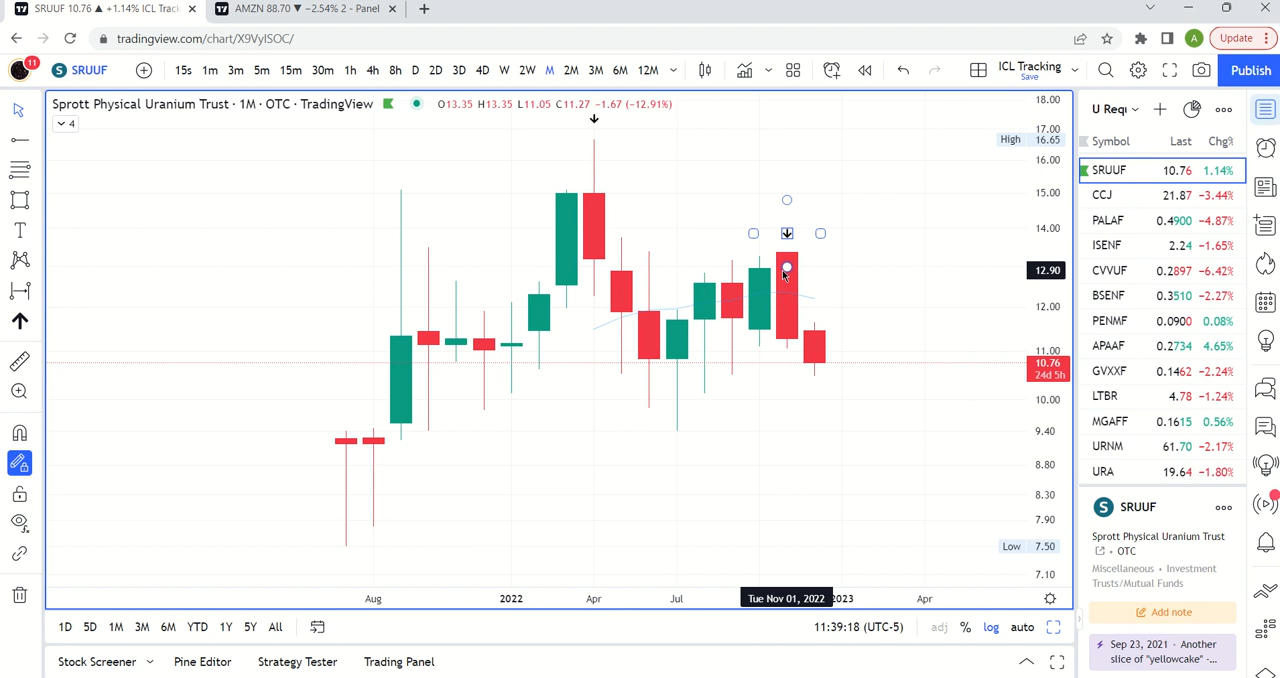 SRUUF 10.76 ▲ +1.14% ICL Track
AMZN 88.70 ▼ −2.54% 2 - Panel
tradingview.com/chart/X9VyISOC/
A
Update
11
S SRUUF
15s 1m 3m 5m 15m 30m 1h 4h 8h D 2D 3D 4D W 2W M 2M 3M 6M 12M
ICL Tracking
Save
Publish
Sprott Physical Uranium Trust · 1M · OTC · TradingView
O13.35 H13.35 L11.05 C11.27 −1.67 (−12.91%)
4
18.00
17.00
High 16.65
16.00
15.00
14.00
12.90
12.00
11.00
10.76
24d 5h
10.00
9.40
8.80
8.30
7.90
Low 7.50
7.10
Aug 2022 Apr Jul Tue Nov 01, 2022 2023 Apr
1D 5D 1M 3M 6M YTD 1Y 5Y All
11:39:18 (UTC-5) adj % log auto
Stock Screener Pine Editor Strategy Tester Trading Panel
U Requ
Symbol Last Chg%
SRUUF 10.76 1.14%
CCJ 21.87 −3.44%
PALAF 0.4900 −4.87%
ISENF 2.24 −1.65%
CVVUF 0.2897 −6.42%
BSENF 0.3510 −2.27%
PENMF 0.0900 0.08%
APAAF 0.2734 4.65%
GVXXF 0.1462 −2.24%
LTBR 4.78 −1.24%
MGAFF 0.1615 0.56%
URNM 61.70 −2.17%
URA 19.64 −1.80%
S SRUUF
Sprott Physical Uranium Trust
• OTC
Miscellaneous • Investment
Trusts/Mutual Funds
Add note
Sep 23, 2021 · Another
slice of "yellowcake" -...